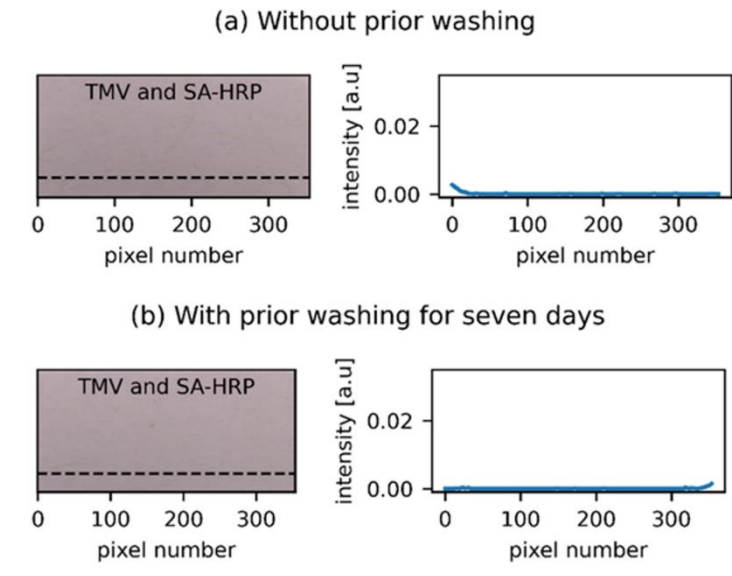 (a) Without prior washing
TMV and SA-HRP
0 100 200 300
pixel number
intensity [a.u]
0.02
0.00
0 100 200 300
pixel number
(b) With prior washing for seven days
TMV and SA-HRP
0 100 200 300
pixel number
intensity [a.u]
0.02
0.00
0 100 200 300
pixel number